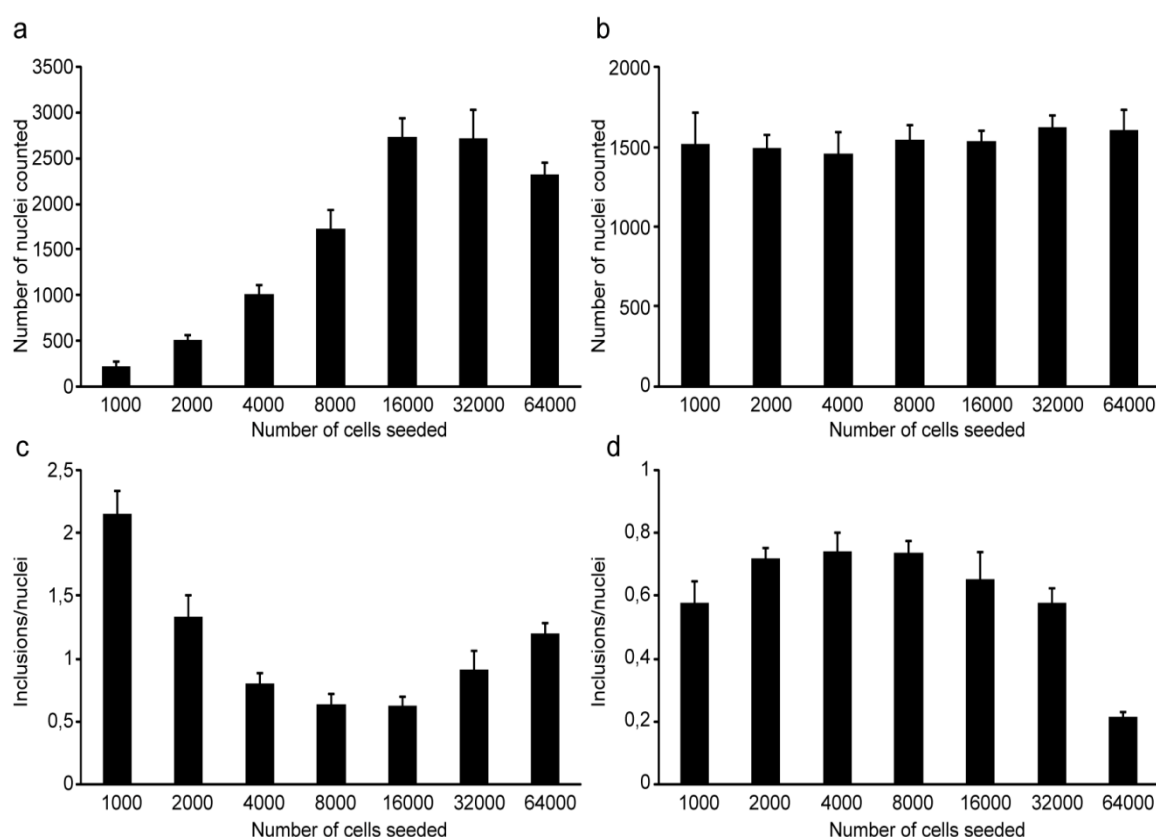 a
Number of nuclei counted
3500
3000
2500
2000
1500
1000
500
0
1000 2000 4000 8000 16000 32000 64000
Number of cells seeded
b
Number of nuclei counted
2000
1500
1000
500
0
1000 2000 4000 8000 16000 32000 64000
Number of cells seeded
c
Inclusions/nuclei
2,5
2
1,5
1
0,5
0
1000 2000 4000 8000 16000 32000 64000
Number of cells seeded
d
Inclusions/nuclei
1
0,8
0,6
0,4
0,2
0
1000 2000 4000 8000 16000 32000 64000
Number of cells seeded